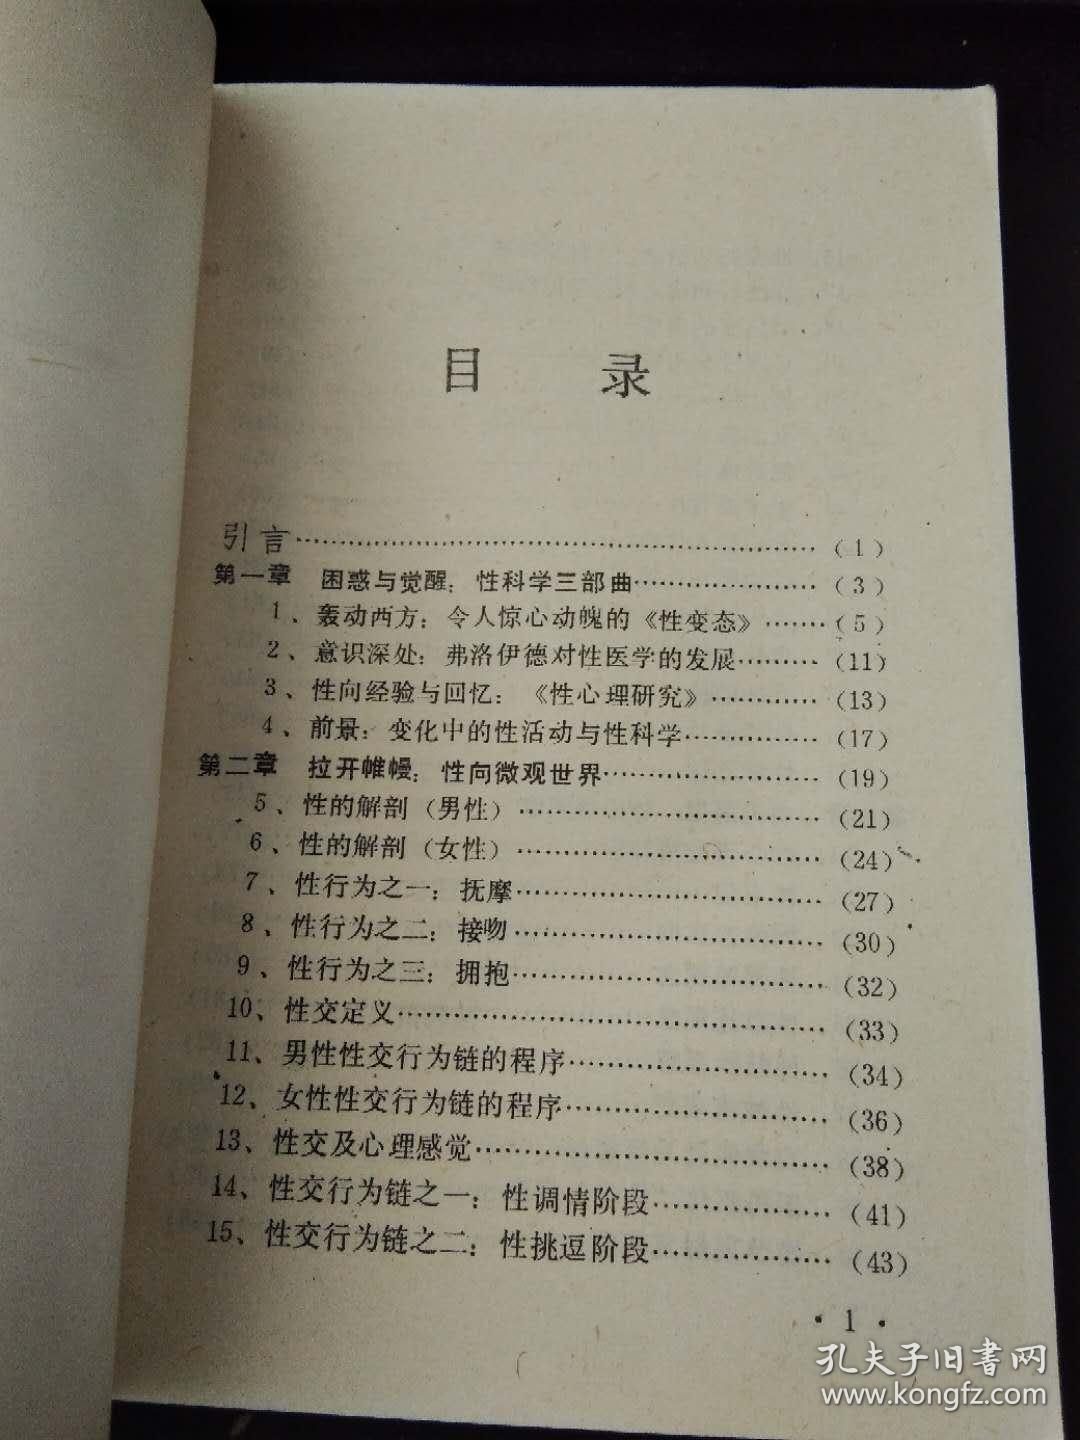 目 录
引言……………………………………………………(1)
第一章 困惑与觉醒：性科学三部曲…………………(3)
1、轰动西方：令人惊心动魄的《性变态》……(5)
2、意识深处：弗洛伊德对性医学的发展………(11)
3、性向经验与回忆：《性心理研究》…………(13)
4、前景：变化中的性活动与性科学……………(17)
第二章 拉开帷幔：性向微观世界……………………(19)
5、性的解剖（男性）……………………………(21)
6、性的解剖（女性）……………………………(24)
7、性行为之一：抚摩……………………………(27)
8、性行为之二：接吻……………………………(30)
9、性行为之三：拥抱……………………………(32)
10、性交定义………………………………………(33)
11、男性性交行为链的程序………………………(34)
12、女性性交行为链的程序………………………(36)
13、性交及心理感觉………………………………(38)
14、性交行为链之一：性调情阶段………………(41)
15、性交行为链之二：性挑逗阶段………………(43)
·1·
孔夫子旧書网
www.kongfz.com